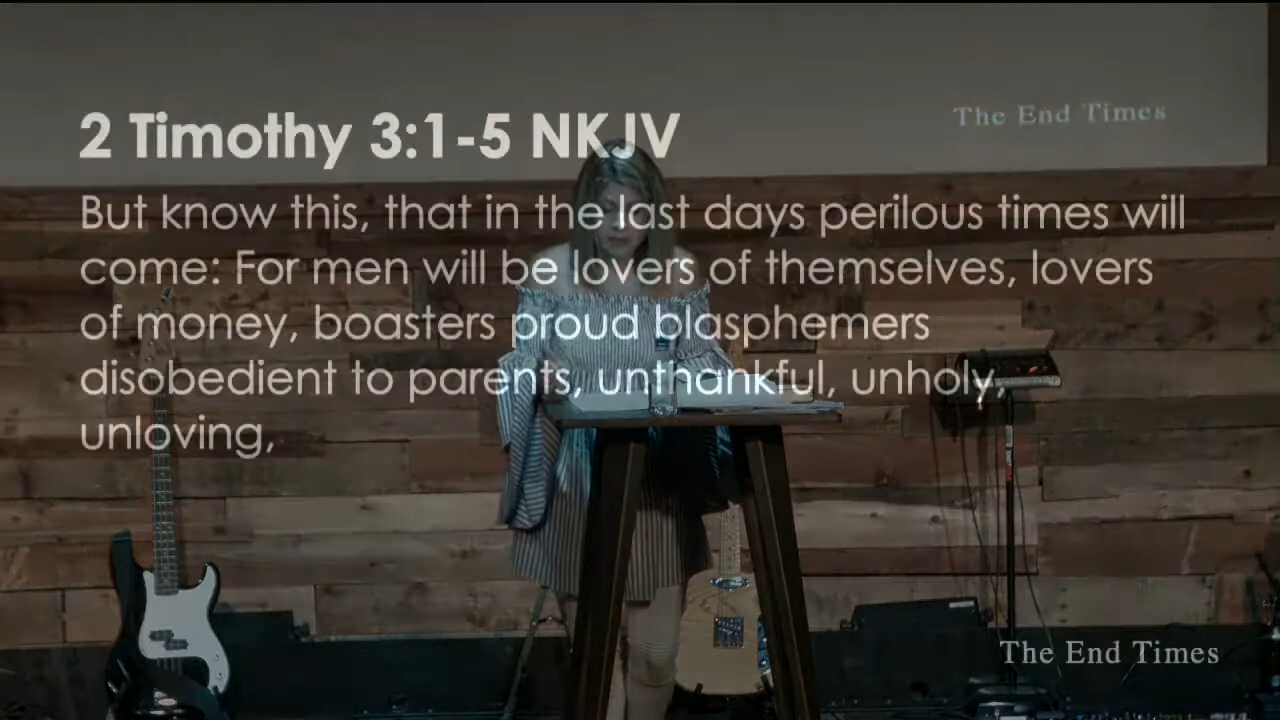 The End Times
2 Timothy 3:1-5 NKJV
But know this, that in the last days perilous times will
come: For men will be lovers of themselves, lovers
of money, boasters proud blasphemers
disobedient to parents, unthankful, unholy,
unloving,
The End Times